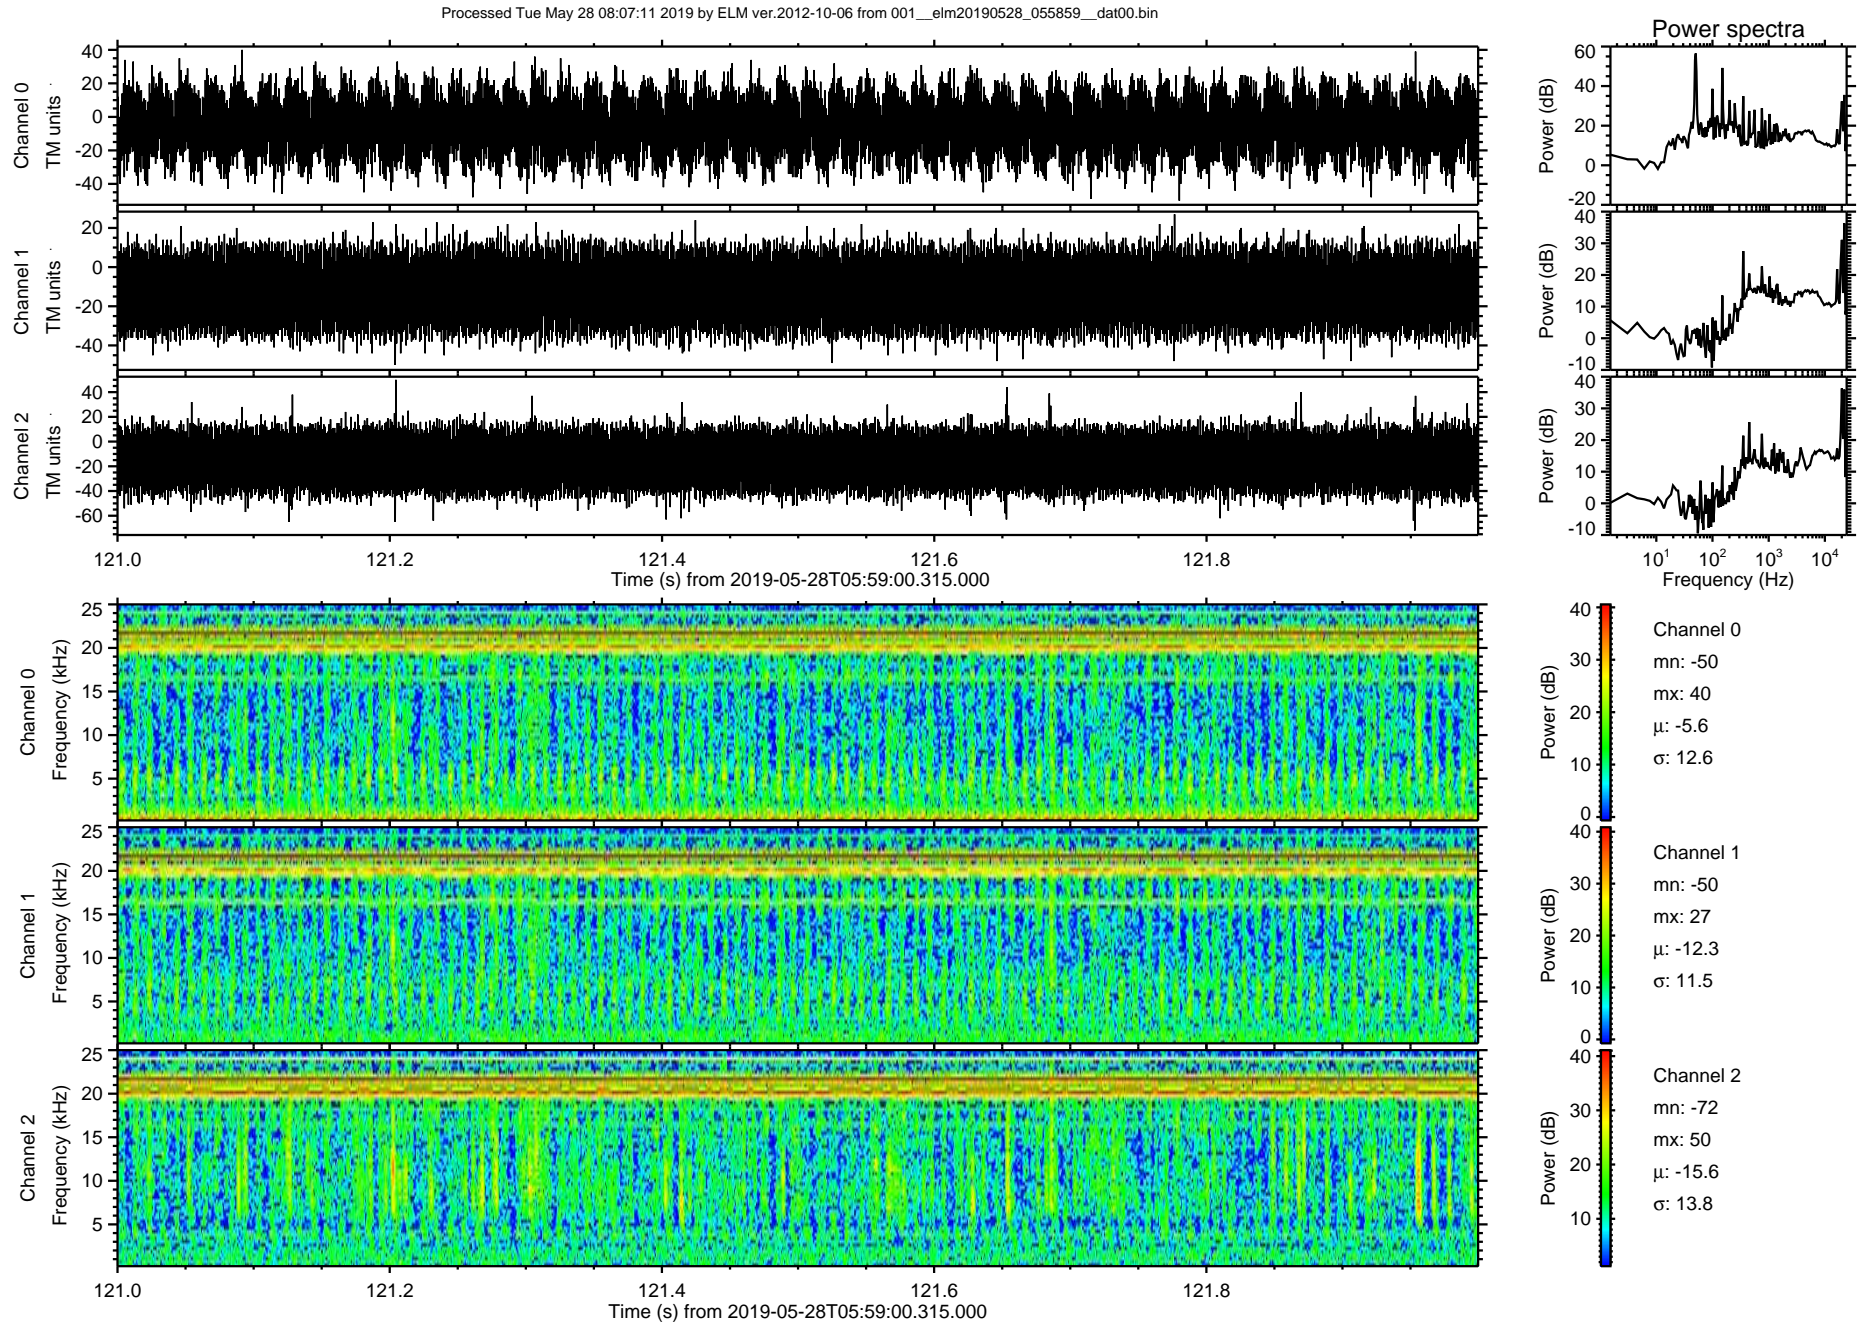 Processed Tue May 28 08:07:11 2019 by ELM ver.2012-10-06 from 001__elm20190528_055859__dat00.bin
Power spectra
Channel 0
TM units
40
20
0
-20
-40
Power (dB)
60
40
20
0
-20
Channel 1
TM units
20
0
-20
-40
Power (dB)
40
30
20
10
0
-10
Channel 2
TM units
40
20
0
-20
-40
-60
Power (dB)
40
30
20
10
0
-10
121.0 121.2 121.4 121.6 121.8
Time (s) from 2019-05-28T05:59:00.315.000
10^1 10^2 10^3 10^4
Frequency (Hz)
Channel 0
Frequency (kHz)
25
20
15
10
5
Power (dB)
40
30
20
10
0
Channel 0
mn: -50
mx: 40
µ: -5.6
σ: 12.6
Channel 1
Frequency (kHz)
25
20
15
10
5
Power (dB)
40
30
20
10
0
Channel 1
mn: -50
mx: 27
µ: -12.3
σ: 11.5
Channel 2
Frequency (kHz)
25
20
15
10
5
Power (dB)
40
30
20
10
Channel 2
mn: -72
mx: 50
µ: -15.6
σ: 13.8
121.0 121.2 121.4 121.6 121.8
Time (s) from 2019-05-28T05:59:00.315.000